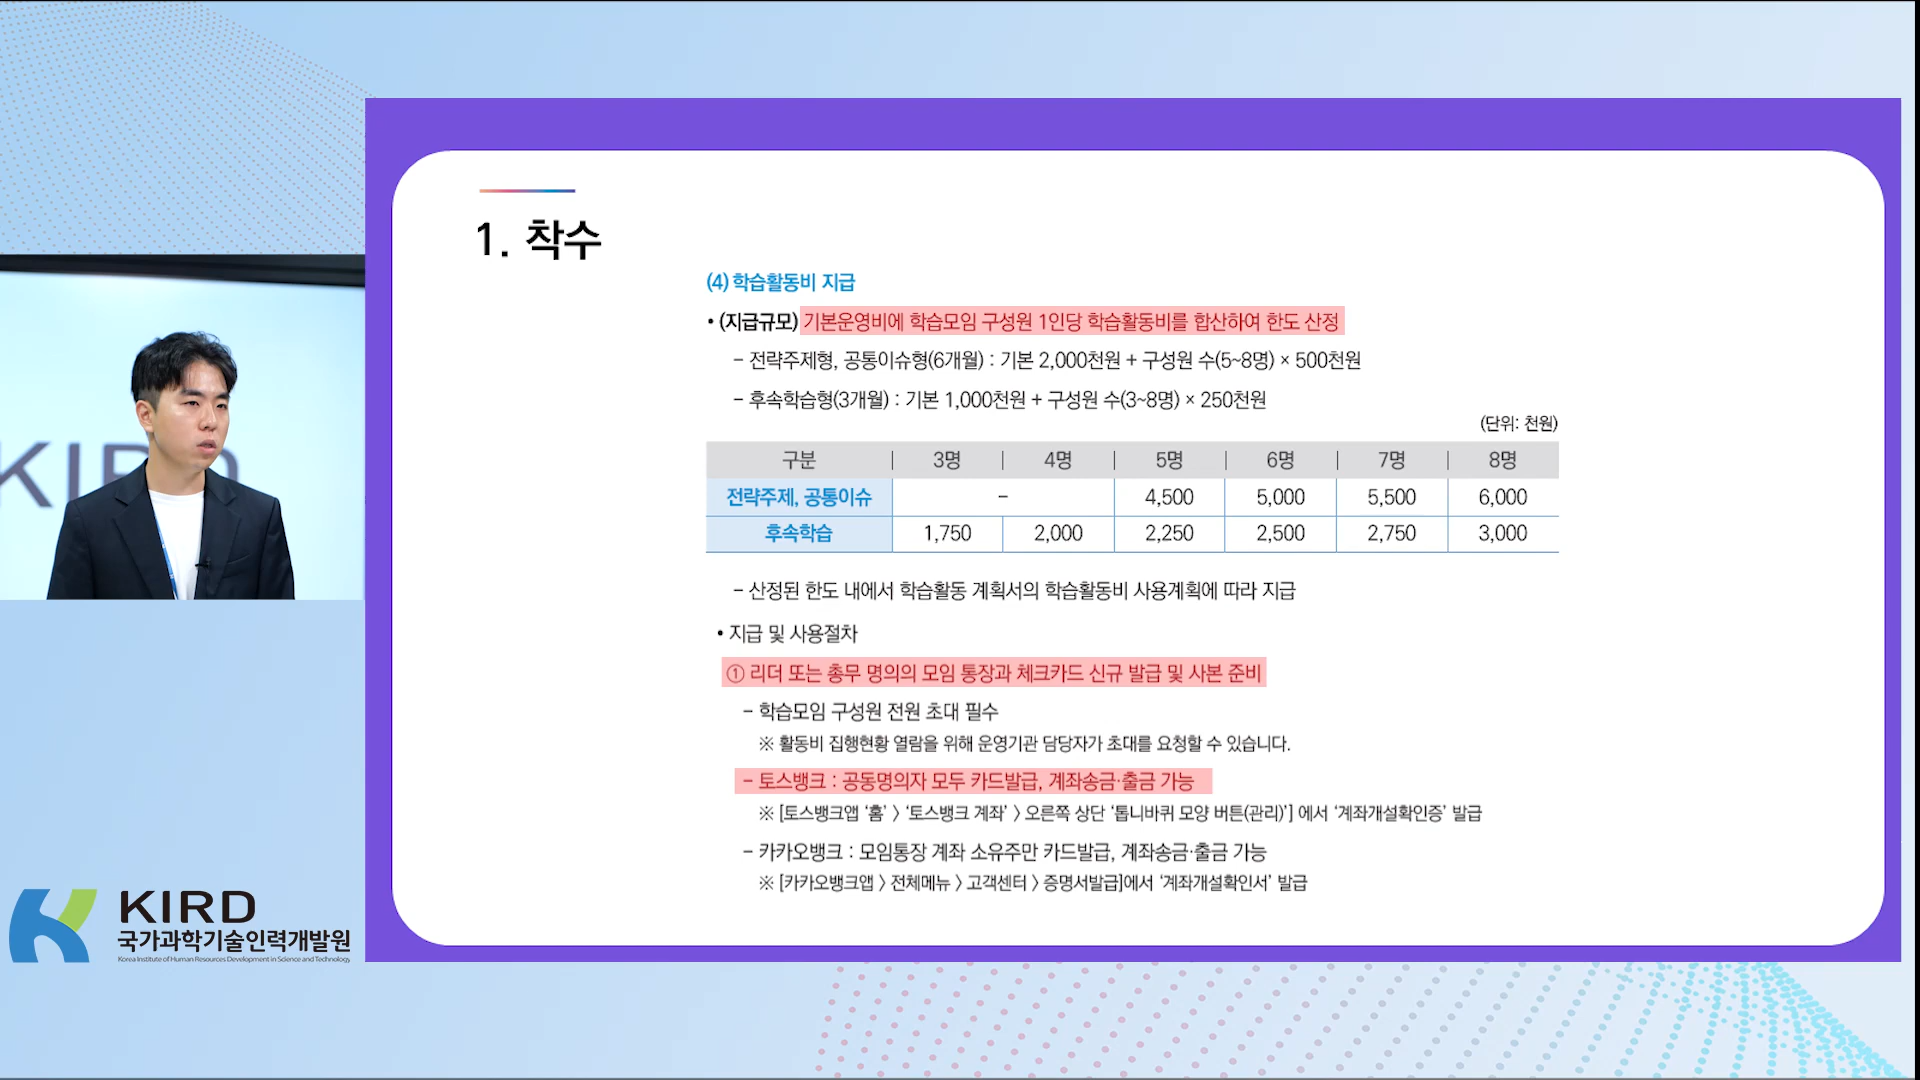 1. 착수
(4) 학습활동비 지급
• (지급규모) 기본운영비에 학습모임 구성원 1인당 학습활동비를 합산하여 한도 산정
– 전략주제형, 공통이슈형(6개월) : 기본 2,000천원 + 구성원 수(5~8명) × 500천원
– 후속학습형(3개월) : 기본 1,000천원 + 구성원 수(3~8명) × 250천원
(단위: 천원)
구분 | 3명 | 4명 | 5명 | 6명 | 7명 | 8명
전략주제, 공통이슈 – 4,500 5,000 5,500 6,000
후속학습 1,750 2,000 2,250 2,500 2,750 3,000
– 산정된 한도 내에서 학습활동 계획서의 학습활동비 사용계획에 따라 지급
• 지급 및 사용절차
① 리더 또는 총무 명의의 모임 통장과 체크카드 신규 발급 및 사본 준비
– 학습모임 구성원 전원 초대 필수
※ 활동비 집행현황 열람을 위해 운영기관 담당자가 초대를 요청할 수 있습니다.
– 토스뱅크 : 공동명의자 모두 카드발급, 계좌송금·출금 가능
※ [토스뱅크앱 ‘홈’ > ‘토스뱅크 계좌’ > 오른쪽 상단 ‘톱니바퀴 모양 버튼(관리)’] 에서 ‘계좌개설확인증’ 발급
– 카카오뱅크 : 모임통장 계좌 소유주만 카드발급, 계좌송금·출금 가능
※ [카카오뱅크앱 > 전체메뉴 > 고객센터 > 증명서발급]에서 ‘계좌개설확인서’ 발급
KIRD
KIRD
국가과학기술인력개발원
Korea Institute of Human Resources Development in Science and Technology